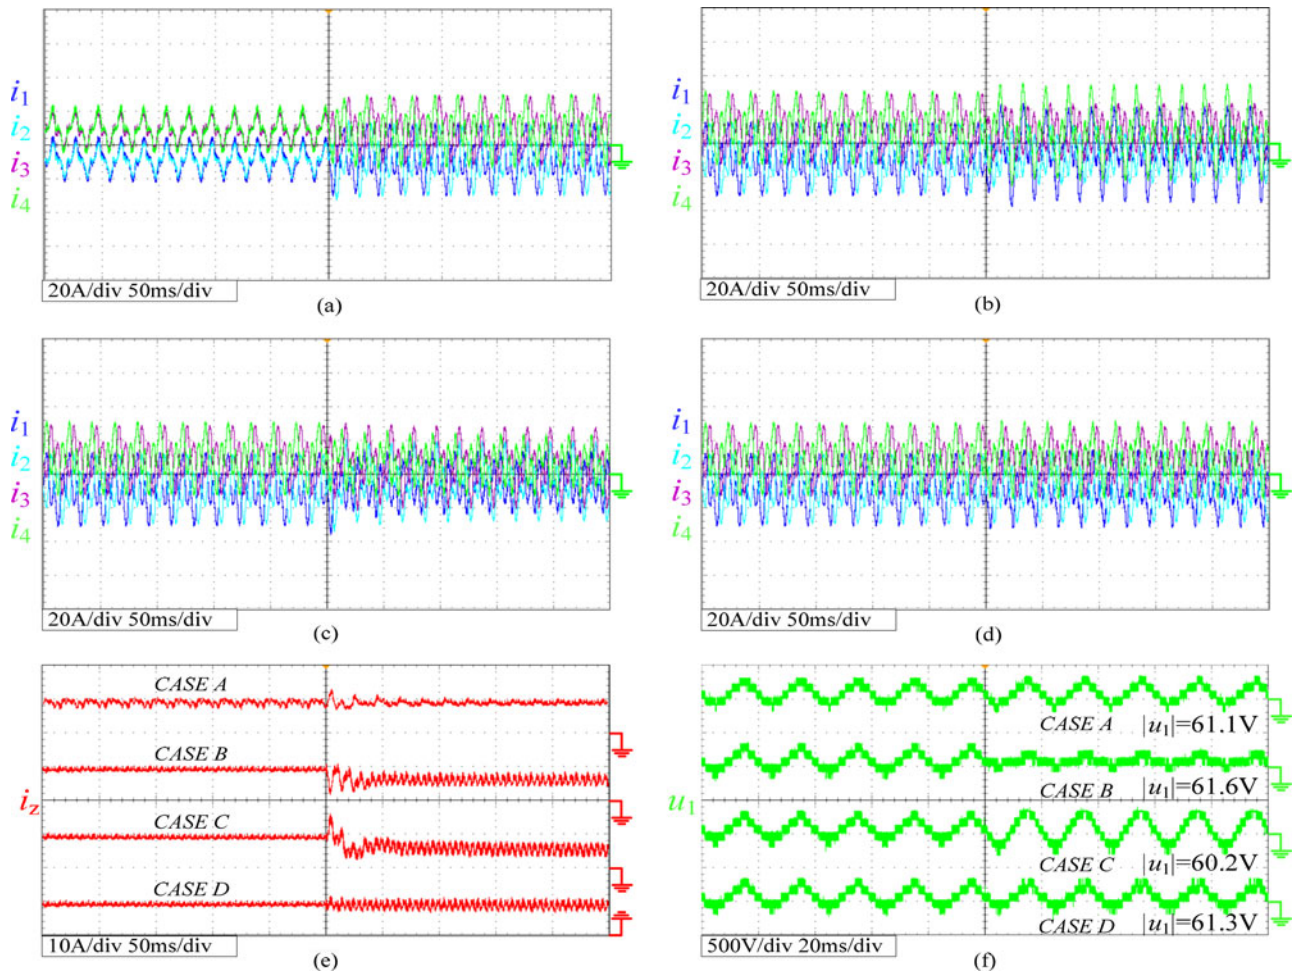 i1
i2
i3
i4
20A/div 50ms/div
(a)
i1
i2
i3
i4
20A/div 50ms/div
(b)
i1
i2
i3
i4
20A/div 50ms/div
(c)
i1
i2
i3
i4
20A/div 50ms/div
(d)
CASE A
CASE B
iz
CASE C
CASE D
10A/div 50ms/div
(e)
CASE A |u1|=61.1V
CASE B |u1|=61.6V
u1
CASE C |u1|=60.2V
CASE D |u1|=61.3V
500V/div 20ms/div
(f)